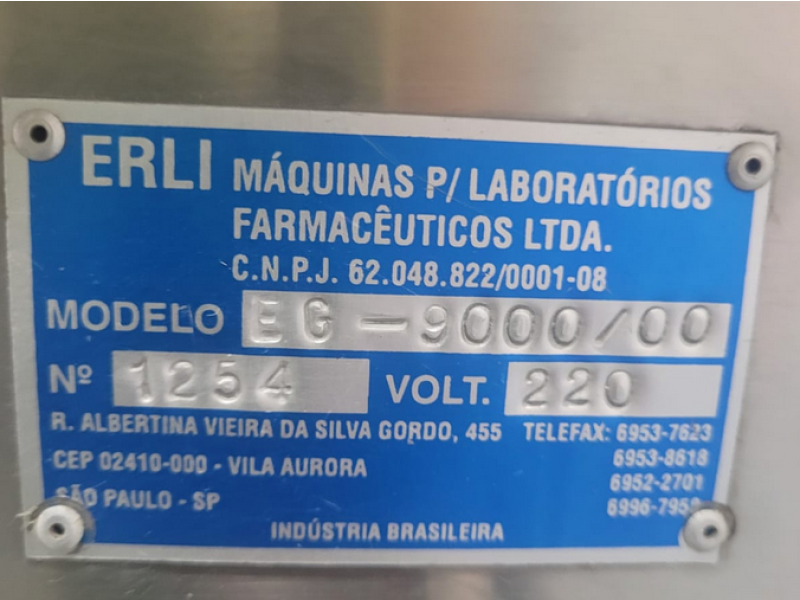 ERLI MÁQUINAS P/ LABORATÓRIOS
FARMACÊUTICOS LTDA.
C.N.P.J. 62.048.822/0001-08
MODELO EG-9000/00
Nº 1254 VOLT. 220
R. ALBERTINA VIEIRA DA SILVA GORDO, 455 TELEFAX: 6953-7623
CEP 02410-000 - VILA AURORA 6953-8618
6952-2701
SÃO PAULO - SP
INDÚSTRIA BRASILEIRA